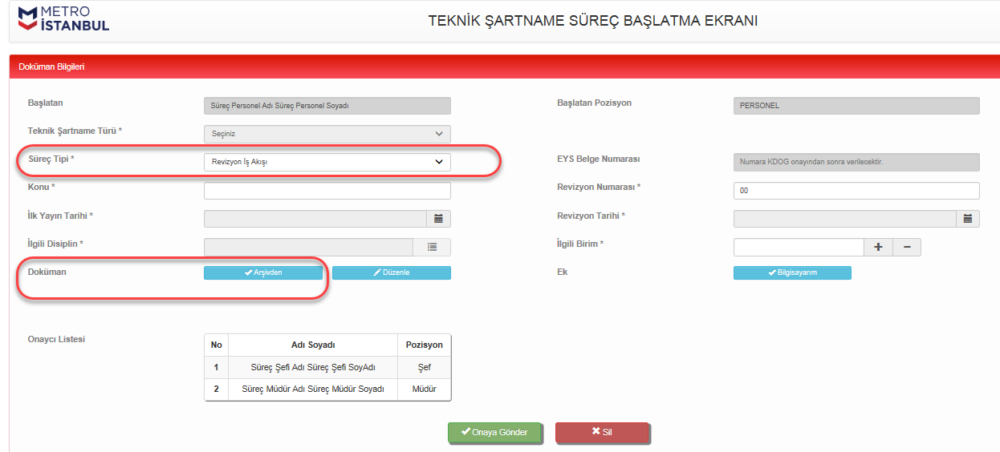 METRO
İSTANBUL
TEKNİK ŞARTNAME SÜREÇ BAŞLATMA EKRANI
Doküman Bilgileri
Başlatan
Süreç Personel Adı Süreç Personel Soyadı
Başlatan Pozisyon
PERSONEL
Teknik Şartname Türü *
Seçiniz
Süreç Tipi *
Revizyon İş Akışı
EYS Belge Numarası
Numara KDOG onayından sonra verilecektir.
Konu *
Revizyon Numarası *
00
İlk Yayın Tarihi *
Revizyon Tarihi *
İlgili Disiplin *
İlgili Birim *
Doküman
Arşivden
Düzenle
Ek
Bilgisayarım
Onaycı Listesi
No Adı Soyadı Pozisyon
1 Süreç Şefi Adı Süreç Şefi SoyAdı Şef
2 Süreç Müdür Adı Süreç Müdür Soyadı Müdür
Onaya Gönder
Sil